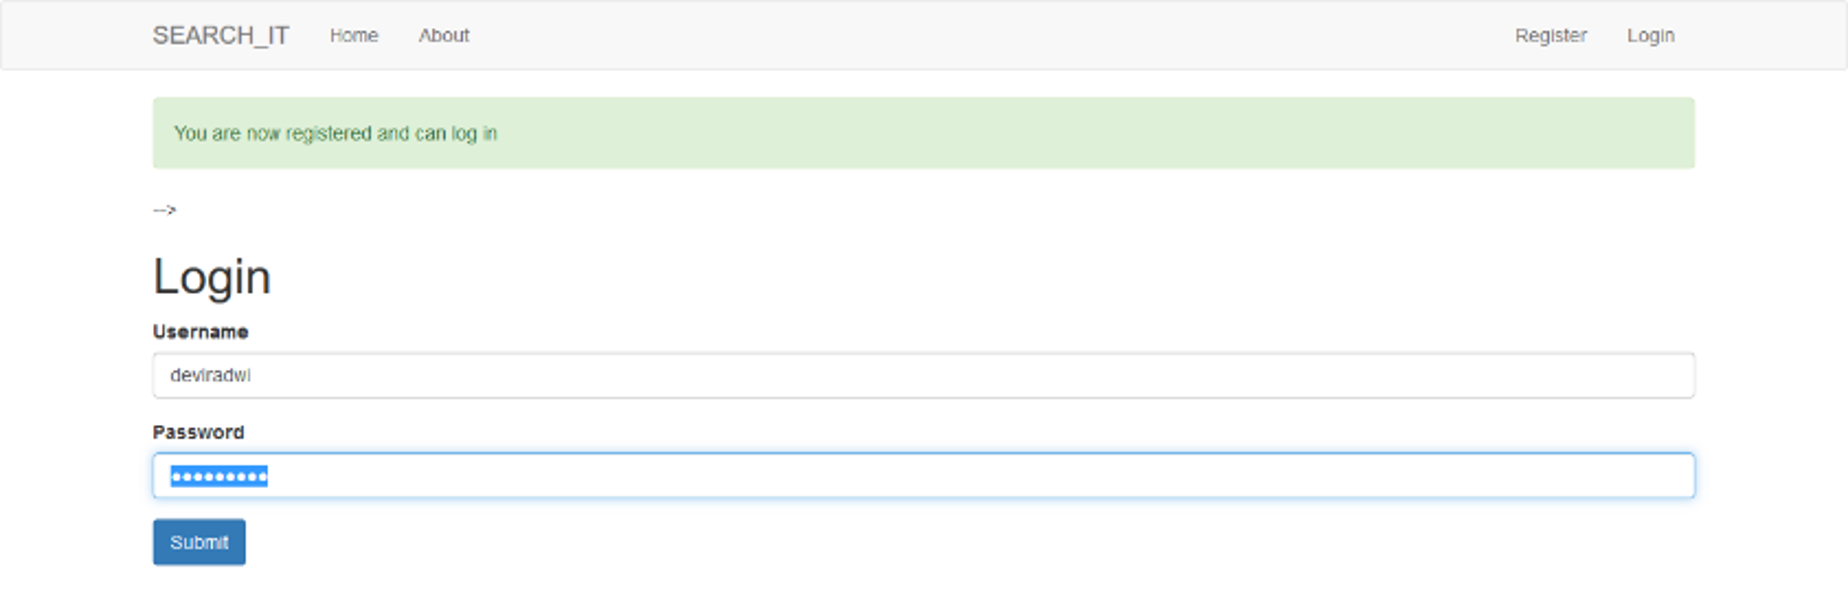 SEARCH_IT Home About Register Login
You are now registered and can log in
-->
Login
Username
deviradwi
Password
•••••••••
Submit